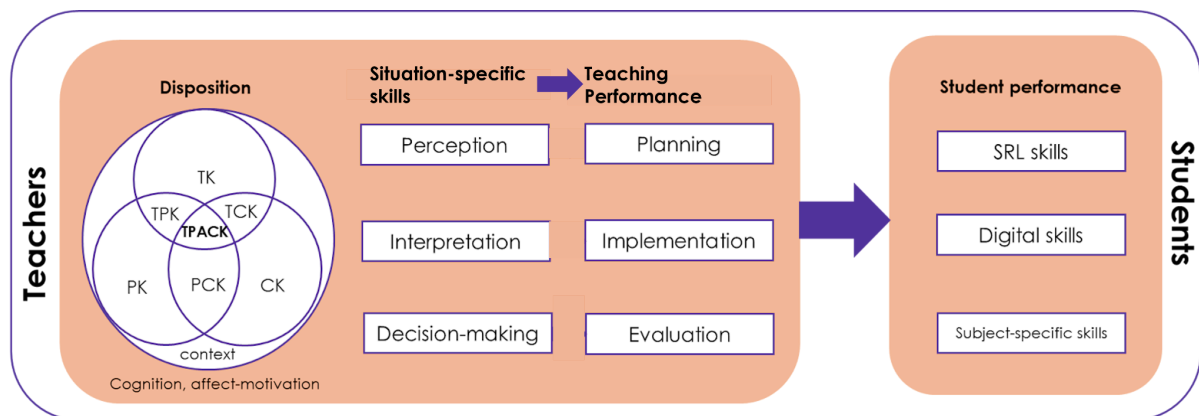 Teachers
Disposition
TK
TPK
TCK
TPACK
PK
PCK
CK
context
Cognition, affect-motivation
Situation-specific
skills
Perception
Interpretation
Decision-making
Teaching
Performance
Planning
Implementation
Evaluation
Student performance
SRL skills
Digital skills
Subject-specific skills
Students